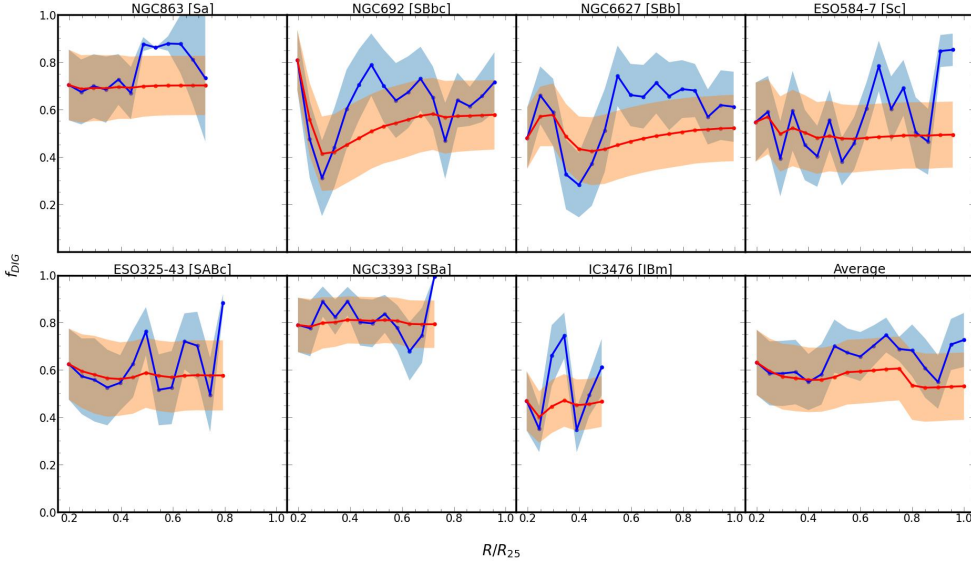 NGC863 [Sa] NGC692 [SBbc] NGC6627 [SBb] ESO584-7 [Sc]
1.0
0.8
0.6
0.4
0.2
f_DIG
ESO325-43 [SABc] NGC3393 [SBa] IC3476 [IBm] Average
1.0
0.8
0.6
0.4
0.2
0.0
0.2 0.4 0.6 0.8 1.0 0.2 0.4 0.6 0.8 1.0 0.2 0.4 0.6 0.8 1.0 0.2 0.4 0.6 0.8 1.0
R/R_25